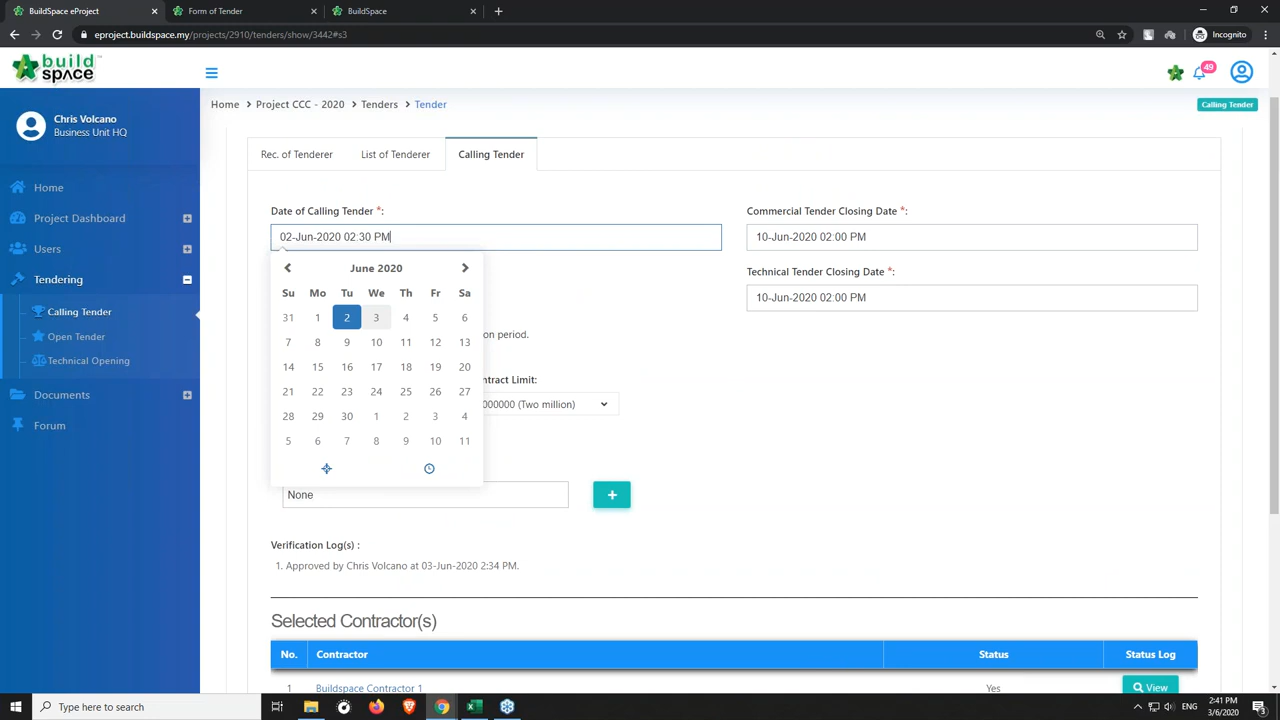 BuildSpace eProject
Form of Tender
BuildSpace
eproject.buildspace.my/projects/2910/tenders/show/3442#s3
Incognito
build
space
49
Chris Volcano
Business Unit HQ
Home
Project Dashboard
Users
Tendering
Calling Tender
Open Tender
Technical Opening
Documents
Forum
Home > Project CCC - 2020 > Tenders > Tender
Calling Tender
Rec. of Tenderer
List of Tenderer
Calling Tender
Date of Calling Tender *:
Commercial Tender Closing Date *:
02-Jun-2020 02:30 PM
10-Jun-2020 02:00 PM
Technical Tender Closing Date *:
10-Jun-2020 02:00 PM
June 2020
Su Mo Tu We Th Fr Sa
31 1 2 3 4 5 6
7 8 9 10 11 12 13
14 15 16 17 18 19 20
21 22 23 24 25 26 27
28 29 30 1 2 3 4
5 6 7 8 9 10 11
on period.
ntract Limit:
000000 (Two million)
None
Verification Log(s) :
1. Approved by Chris Volcano at 03-Jun-2020 2:34 PM.
Selected Contractor(s)
No. Contractor Status Status Log
1 Buildspace Contractor 1 Yes View
Type here to search
ENG
2:41 PM
3/6/2020
3